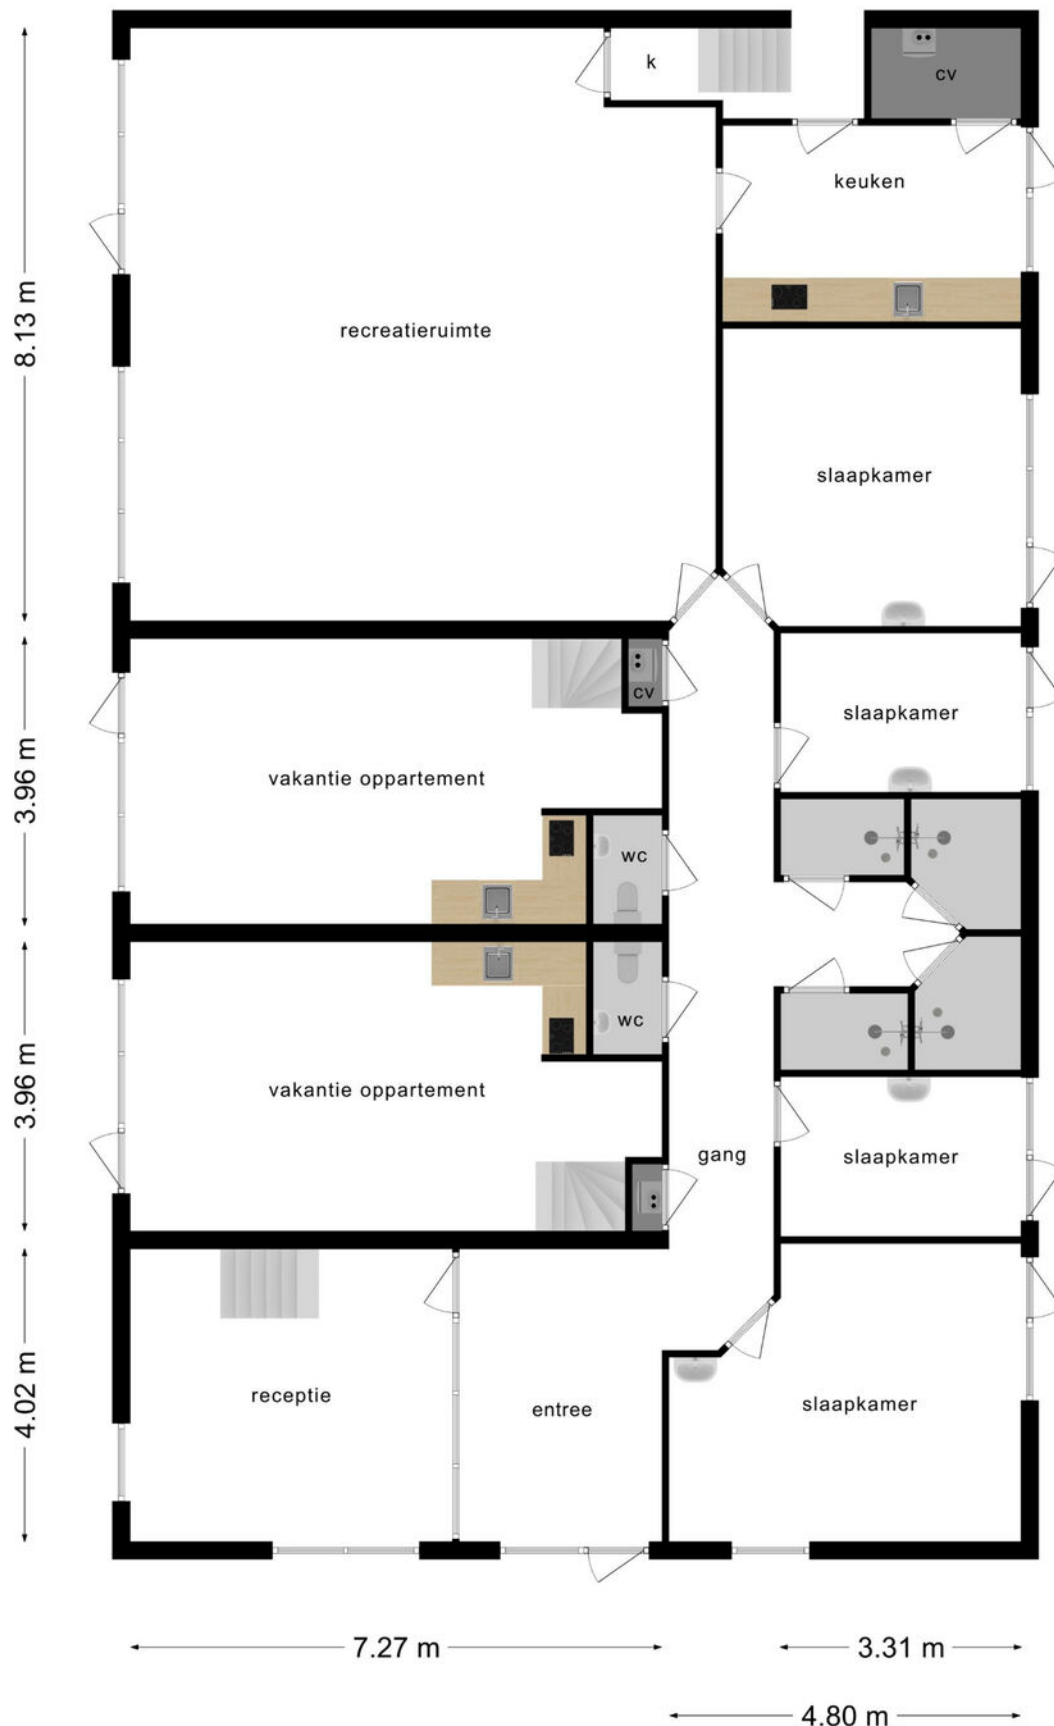 k
cv
keuken
8.13 m
recreatieruimte
slaapkamer
cv
slaapkamer
3.96 m
vakantie oppartement
wc
wc
3.96 m
vakantie oppartement
gang
slaapkamer
4.02 m
receptie
entree
slaapkamer
7.27 m
3.31 m
4.80 m